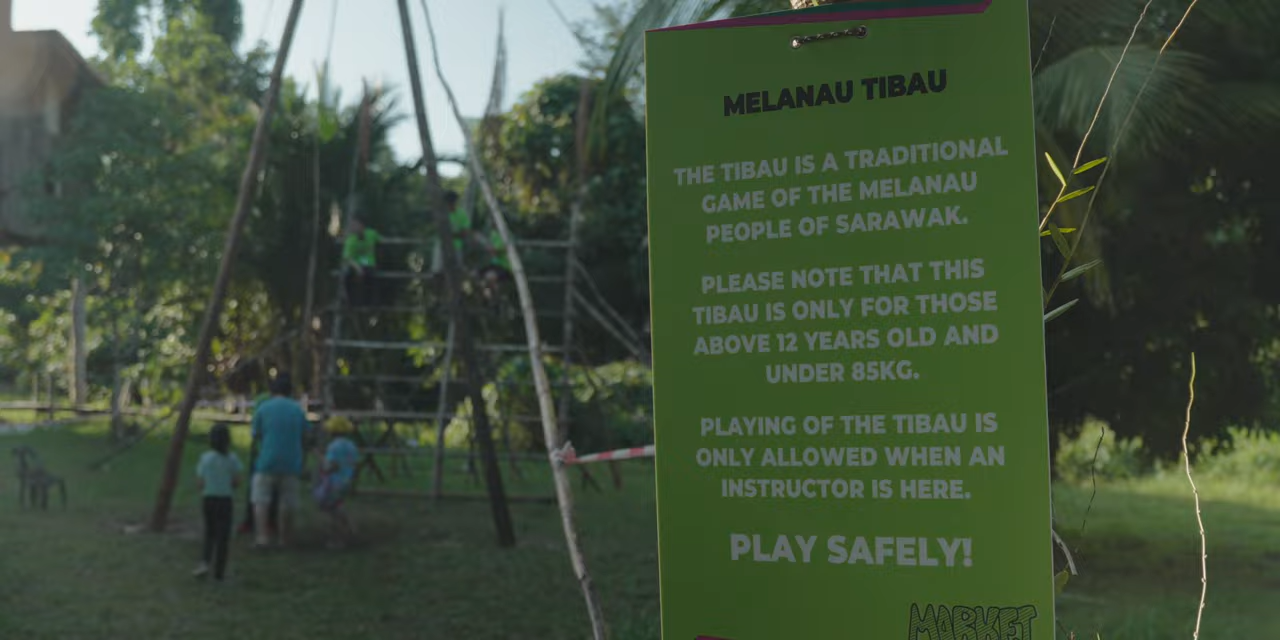 MELANAU TIBAU
THE TIBAU IS A TRADITIONAL
GAME OF THE MELANAU
PEOPLE OF SARAWAK.
PLEASE NOTE THAT THIS
TIBAU IS ONLY FOR THOSE
ABOVE 12 YEARS OLD AND
UNDER 85KG.
PLAYING OF THE TIBAU IS
ONLY ALLOWED WHEN AN
INSTRUCTOR IS HERE.
PLAY SAFELY!
MARKET